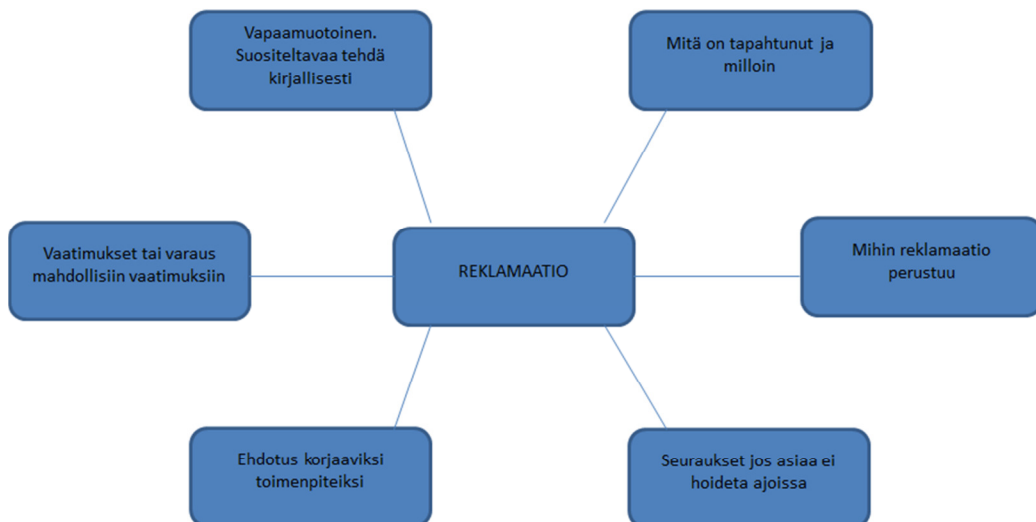 Vapaamuotoinen.
Suositeltavaa tehdä
kirjallisesti
Mitä on tapahtunut ja
milloin
Vaatimukset tai varaus
mahdollisiin vaatimuksiin
REKLAMAATIO
Mihin reklamaatio
perustuu
Ehdotus korjaaviksi
toimenpiteiksi
Seuraukset jos asiaa ei
hoideta ajoissa